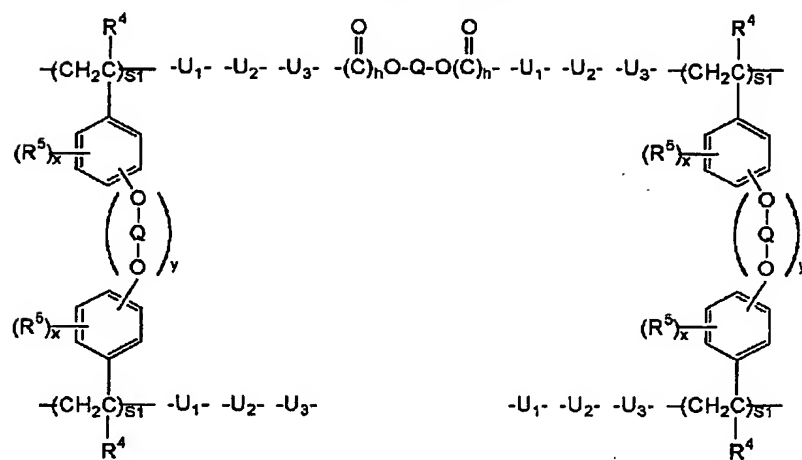 R⁴ O O R⁴
-(CH₂C)S1- -U₁- -U₂- -U₃- -(C)ₕO-Q-O(C)ₕ- -U₁- -U₂- -U₃- -(CH₂C)S1-
(R⁵)ₓ (R⁵)ₓ
O O
Q Q
O y O y
(R⁵)ₓ (R⁵)ₓ
-(CH₂C)S1- -U₁- -U₂- -U₃- -U₁- -U₂- -U₃- -(CH₂C)S1-
R⁴ R⁴